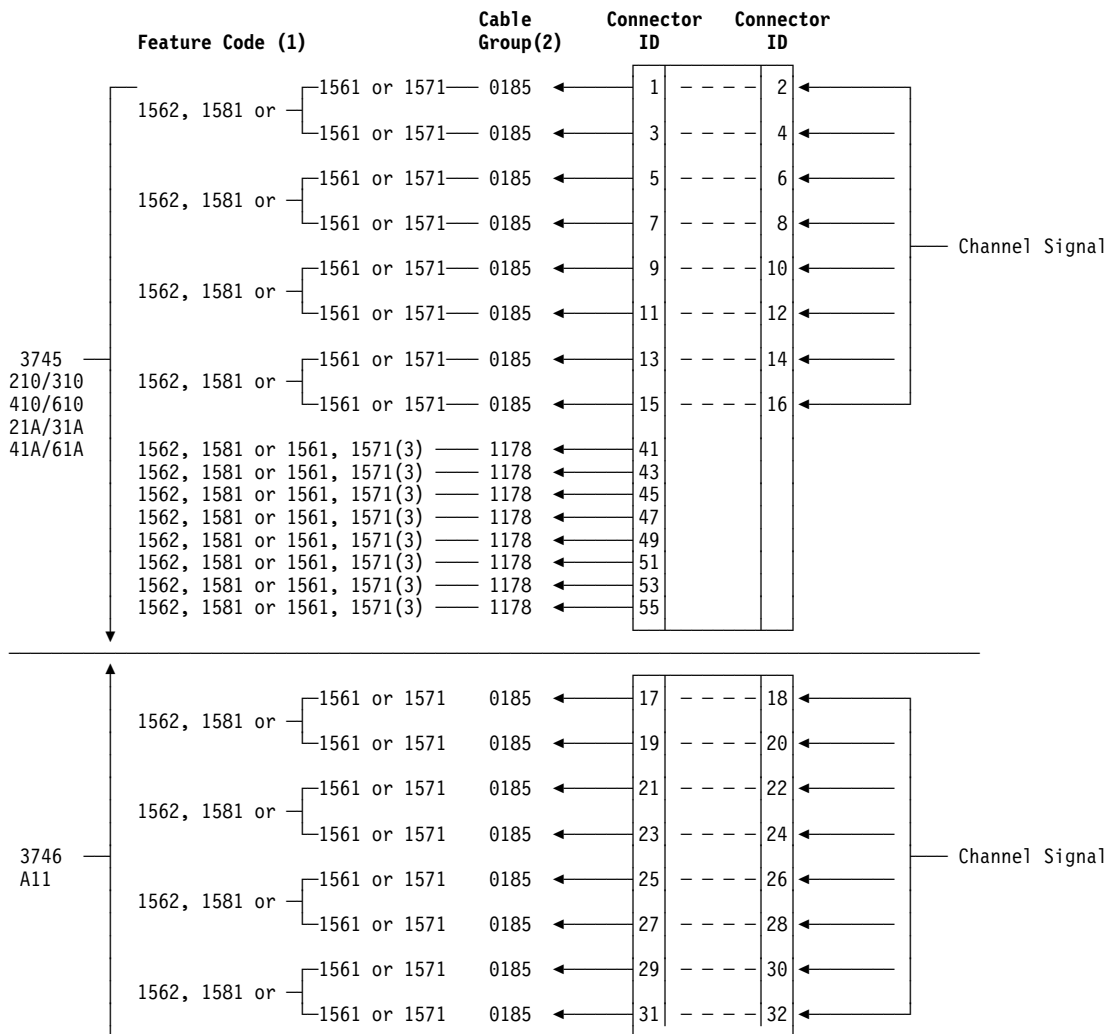 Cable Connector Connector
Feature Code (1) Group(2) ID ID
1561 or 1571 0185 1 2
1562, 1581 or
1561 or 1571 0185 3 4
1561 or 1571 0185 5 6
1562, 1581 or
1561 or 1571 0185 7 8
Channel Signal
1561 or 1571 0185 9 10
1562, 1581 or
1561 or 1571 0185 11 12
3745 1561 or 1571 0185 13 14
210/310 1562, 1581 or
410/610 1561 or 1571 0185 15 16
21A/31A
41A/61A 1562, 1581 or 1561, 1571(3) 1178 41
1562, 1581 or 1561, 1571(3) 1178 43
1562, 1581 or 1561, 1571(3) 1178 45
1562, 1581 or 1561, 1571(3) 1178 47
1562, 1581 or 1561, 1571(3) 1178 49
1562, 1581 or 1561, 1571(3) 1178 51
1562, 1581 or 1561, 1571(3) 1178 53
1562, 1581 or 1561, 1571(3) 1178 55
1561 or 1571 0185 17 18
1562, 1581 or
1561 or 1571 0185 19 20
1561 or 1571 0185 21 22
1562, 1581 or
1561 or 1571 0185 23 24
3746 Channel Signal
A11 1561 or 1571 0185 25 26
1562, 1581 or
1561 or 1571 0185 27 28
1561 or 1571 0185 29 30
1562, 1581 or
1561 or 1571 0185 31 32